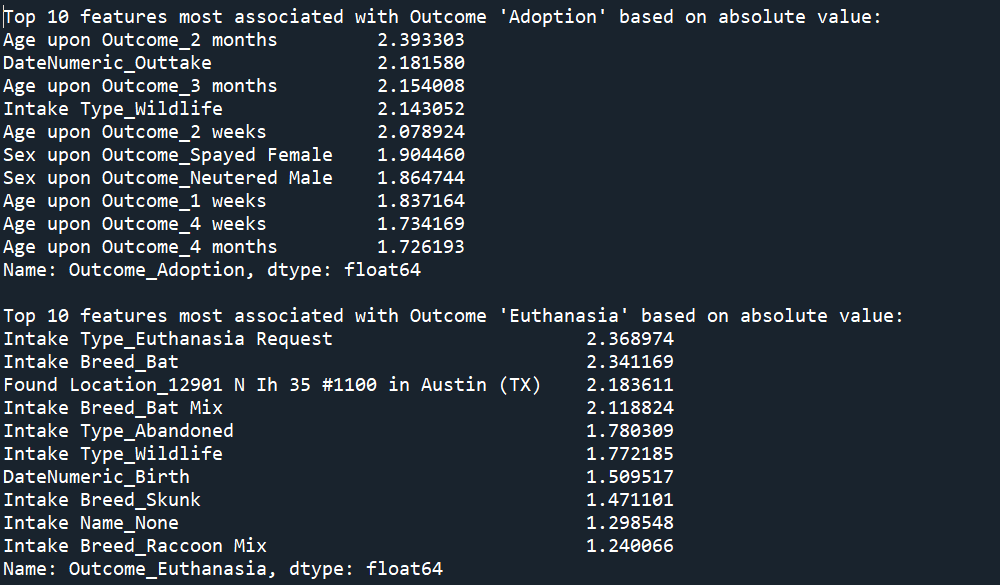 Top 10 features most associated with Outcome 'Adoption' based on absolute value:
Age upon Outcome_2 months 2.393303
DateNumeric_Outtake 2.181580
Age upon Outcome_3 months 2.154008
Intake Type_Wildlife 2.143052
Age upon Outcome_2 weeks 2.078924
Sex upon Outcome_Spayed Female 1.904460
Sex upon Outcome_Neutered Male 1.864744
Age upon Outcome_1 weeks 1.837164
Age upon Outcome_4 weeks 1.734169
Age upon Outcome_4 months 1.726193
Name: Outcome_Adoption, dtype: float64

Top 10 features most associated with Outcome 'Euthanasia' based on absolute value:
Intake Type_Euthanasia Request 2.368974
Intake Breed_Bat 2.341169
Found Location_12901 N Ih 35 #1100 in Austin (TX) 2.183611
Intake Breed_Bat Mix 2.118824
Intake Type_Abandoned 1.780309
Intake Type_Wildlife 1.772185
DateNumeric_Birth 1.509517
Intake Breed_Skunk 1.471101
Intake Name_None 1.298548
Intake Breed_Raccoon Mix 1.240066
Name: Outcome_Euthanasia, dtype: float64